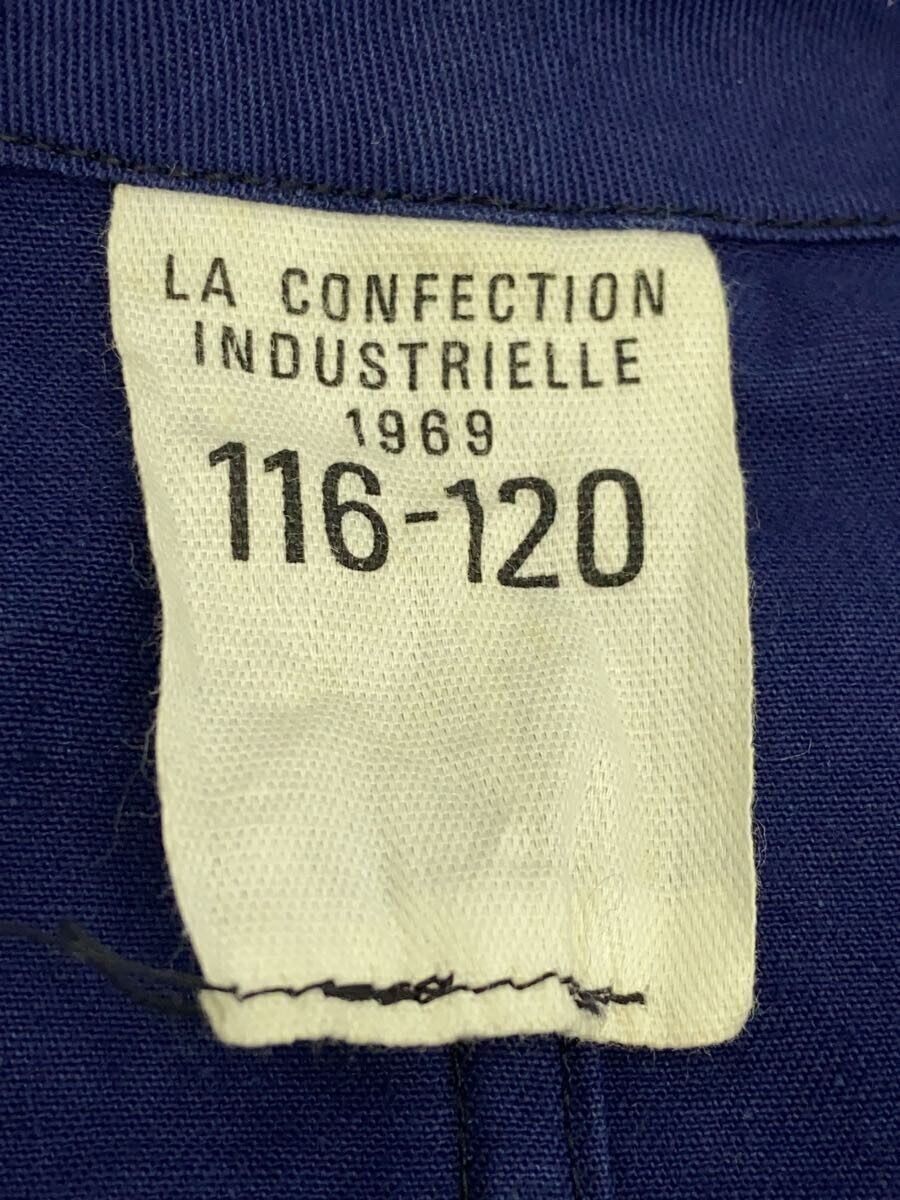 LA CONFECTION
INDUSTRIELLE
1969
116-120